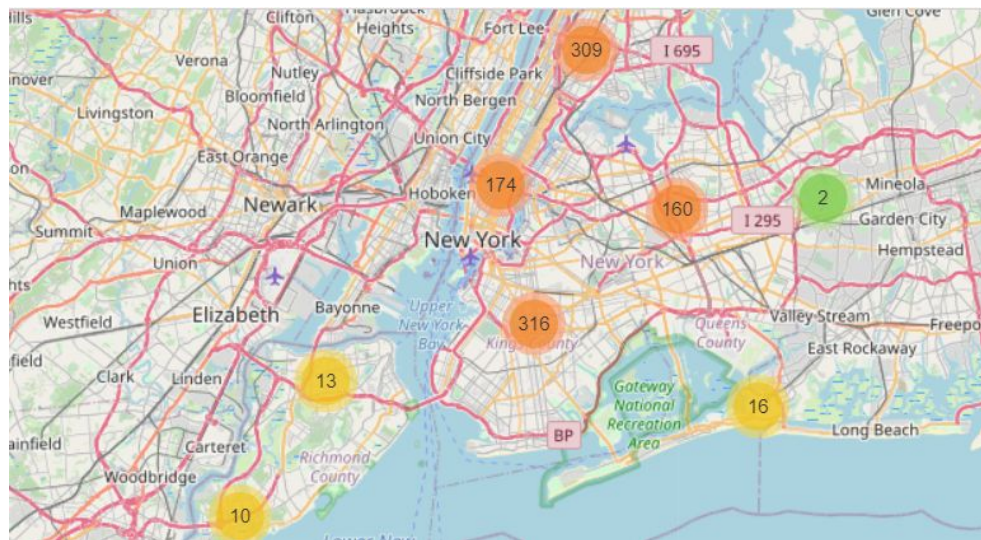 Hills
Clifton
Hasbrouck
Heights
Fort Lee
309
I 695
Glen Cove
Verona
Nutley
Cliffside Park
Bloomfield
North Bergen
Livingston
North Arlington
Union City
East Orange
Hoboken
174
Newark
Maplewood
160
2
Mineola
I 295
Garden City
Summit
New York
Hempstead
Union
New York
Bayonne
Upper
New York
Bay
Elizabeth
Westfield
316
Kings County
Queens
County
Valley Stream
East Rockaway
Clark
Linden
13
Gateway
National
Recreation
Area
16
BP
Long Beach
Carteret
Richmond
County
Woodbridge
10